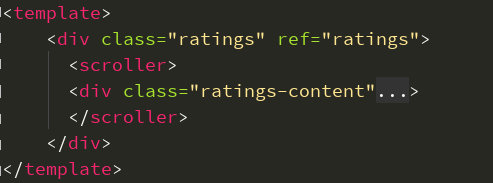 <template>
<div class="ratings" ref="ratings">
<scroller>
<div class="ratings-content"...>
</scroller>
</div>
</template>